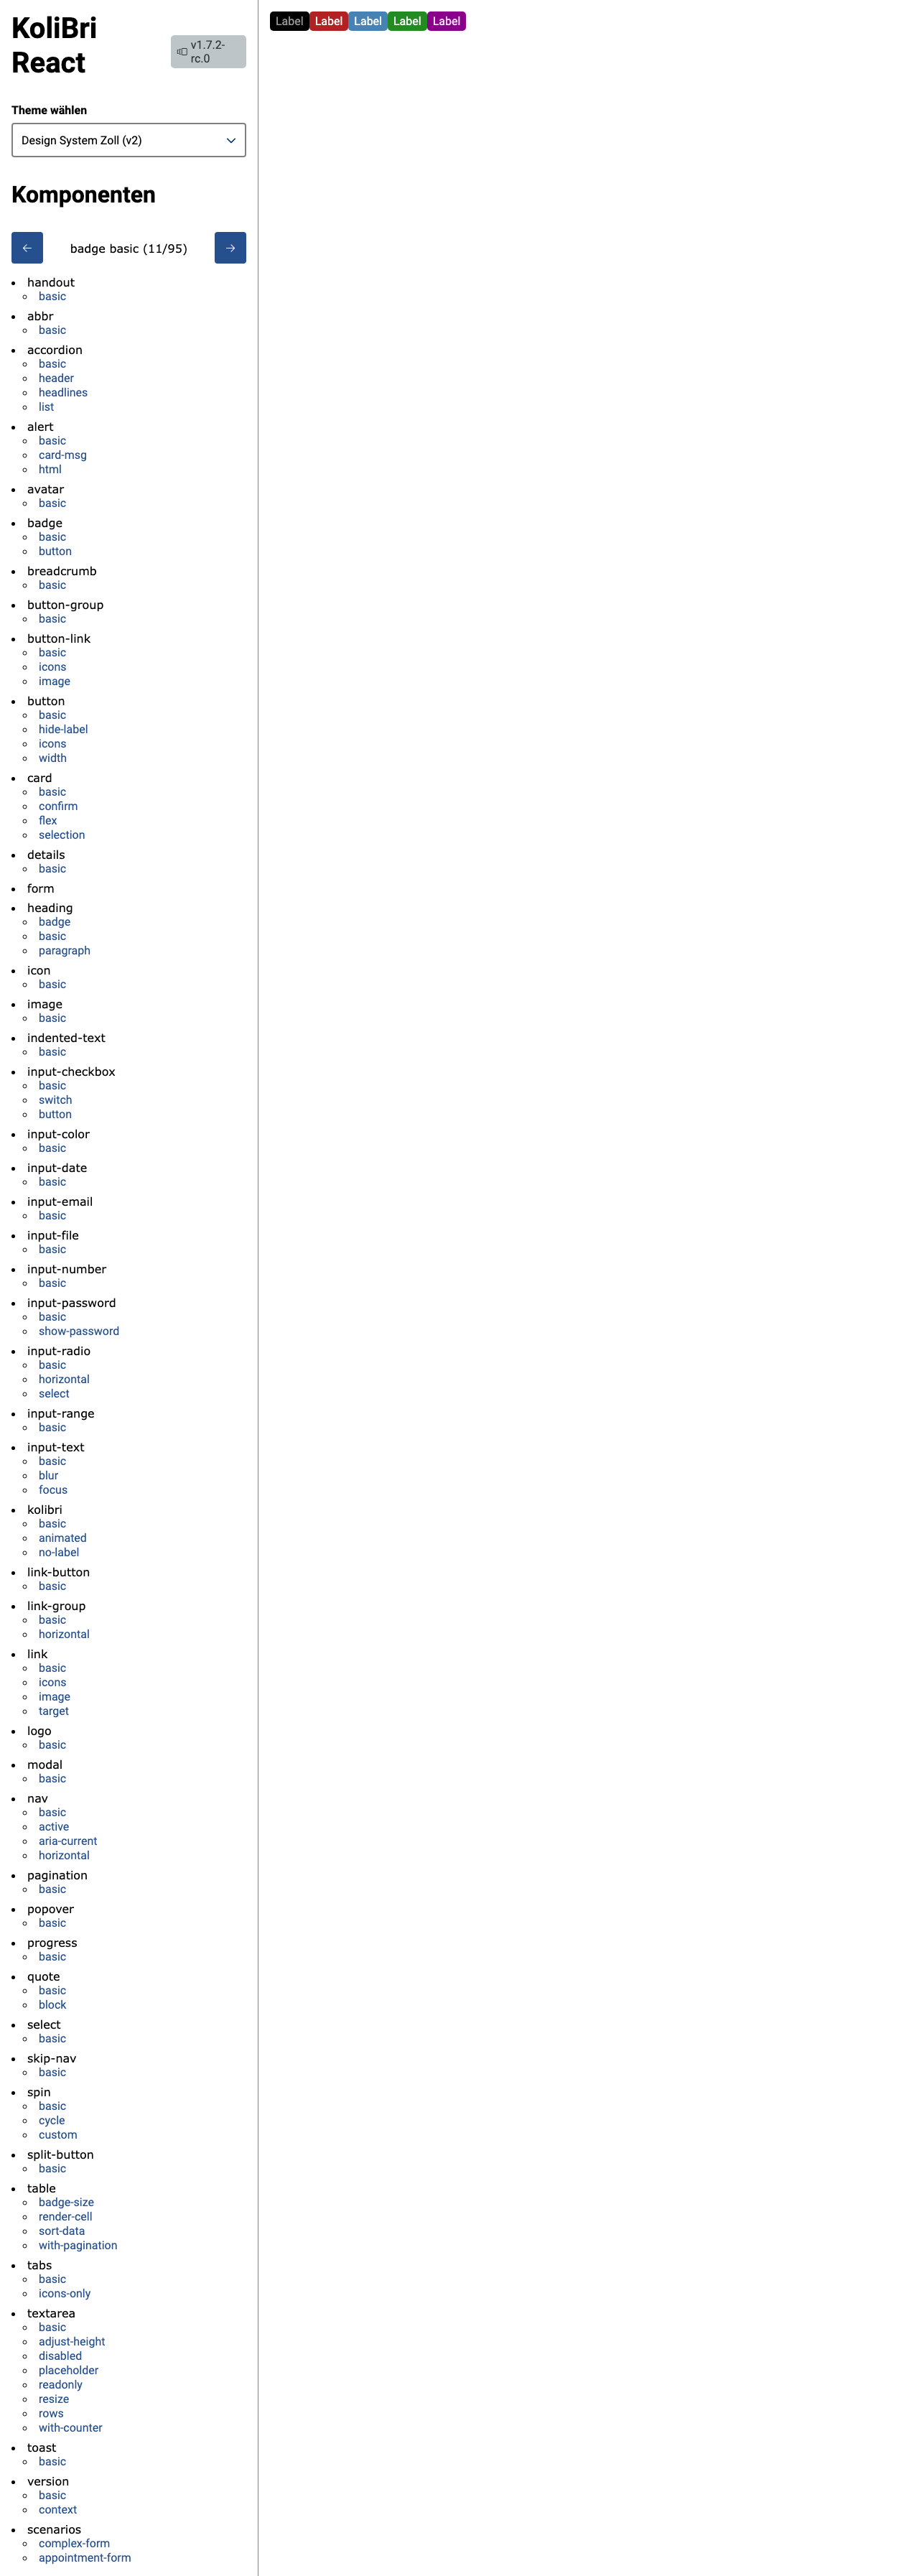 KoliBri
React
v1.7.2-
rc.0
Theme wählen
Design System Zoll (v2)
Komponenten
badge basic (11/95)
handout
basic
abbr
basic
accordion
basic
header
headlines
list
alert
basic
card-msg
html
avatar
basic
badge
basic
button
breadcrumb
basic
button-group
basic
button-link
basic
icons
image
button
basic
hide-label
icons
width
card
basic
confirm
flex
selection
details
basic
form
heading
badge
basic
paragraph
icon
basic
image
basic
indented-text
basic
input-checkbox
basic
switch
button
input-color
basic
input-date
basic
input-email
basic
input-file
basic
input-number
basic
input-password
basic
show-password
input-radio
basic
horizontal
select
input-range
basic
input-text
basic
blur
focus
kolibri
basic
animated
no-label
link-button
basic
link-group
basic
horizontal
link
basic
icons
image
target
logo
basic
modal
basic
nav
basic
active
aria-current
horizontal
pagination
basic
popover
basic
progress
basic
quote
basic
block
select
basic
skip-nav
basic
spin
basic
cycle
custom
split-button
basic
table
badge-size
render-cell
sort-data
with-pagination
tabs
basic
icons-only
textarea
basic
adjust-height
disabled
placeholder
readonly
resize
rows
with-counter
toast
basic
version
basic
context
scenarios
complex-form
appointment-form
Label Label Label Label Label